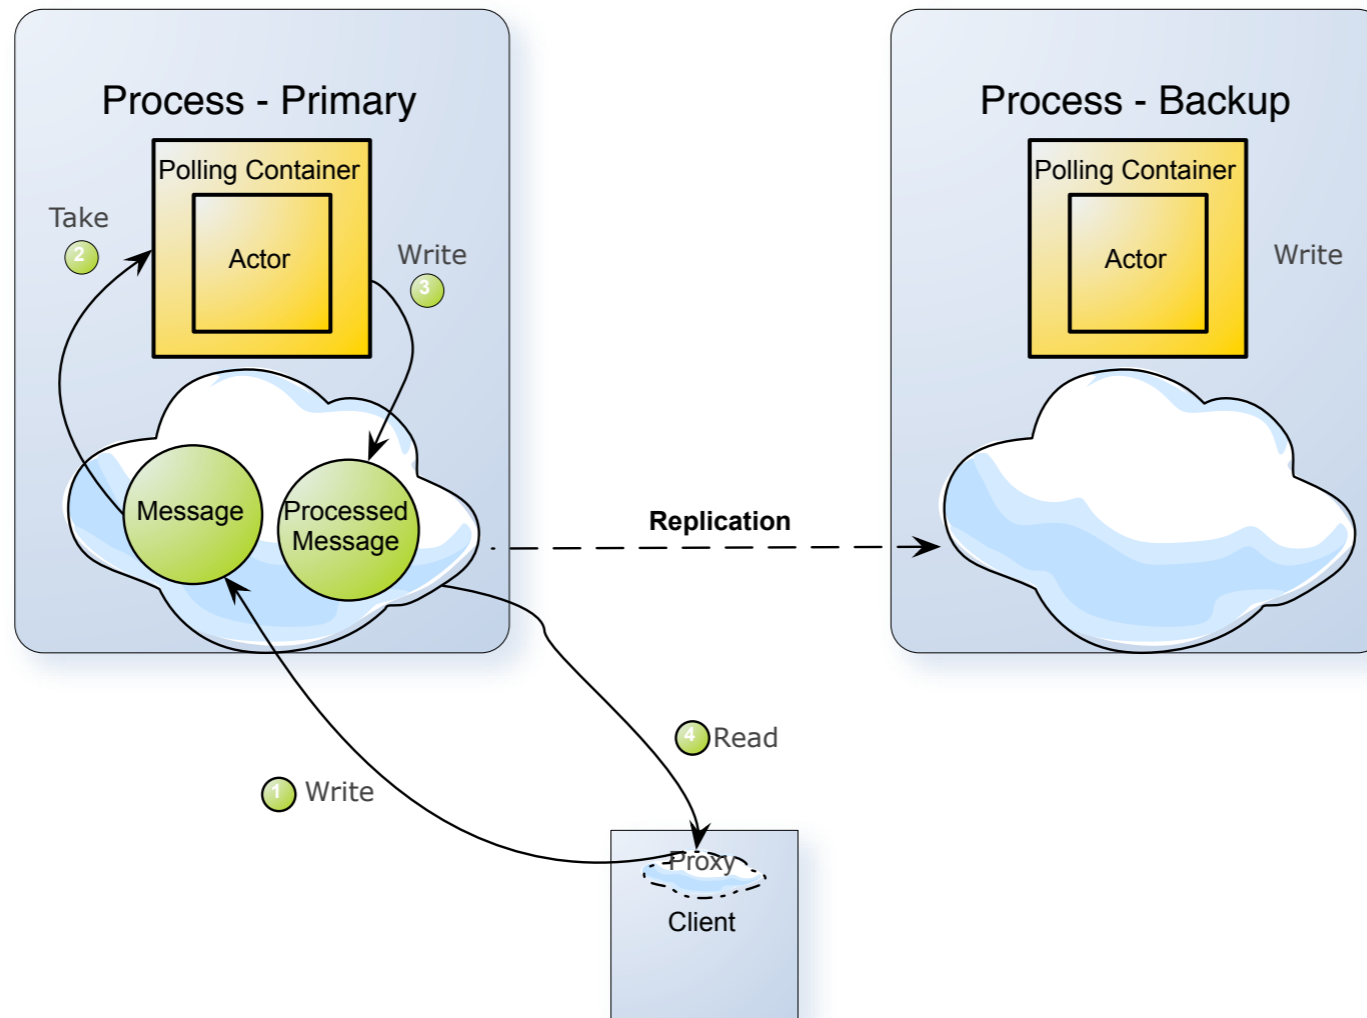 Process - Primary
Polling Container
Actor
Take
2
Write
3
Message
Processed
Message
Replication
Process - Backup
Polling Container
Actor
Write
4 Read
1 Write
Proxy
Client